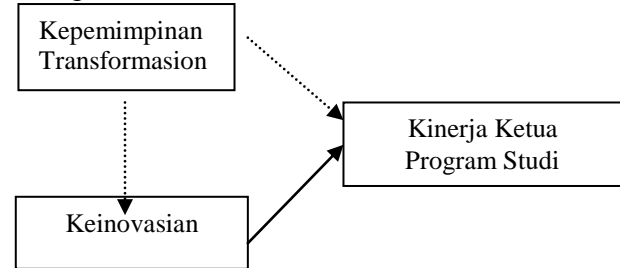 Kepemimpinan
Transformasion
Kinerja Ketua
Program Studi
Keinovasian